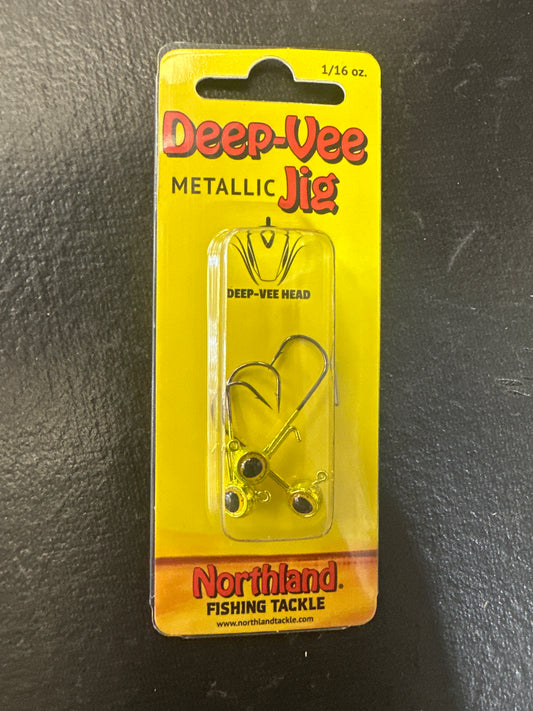 1/16 oz.
Deep-Vee
METALLIC Jig
DEEP-VEE HEAD
Northland®
FISHING TACKLE
www.northlandtackle.com